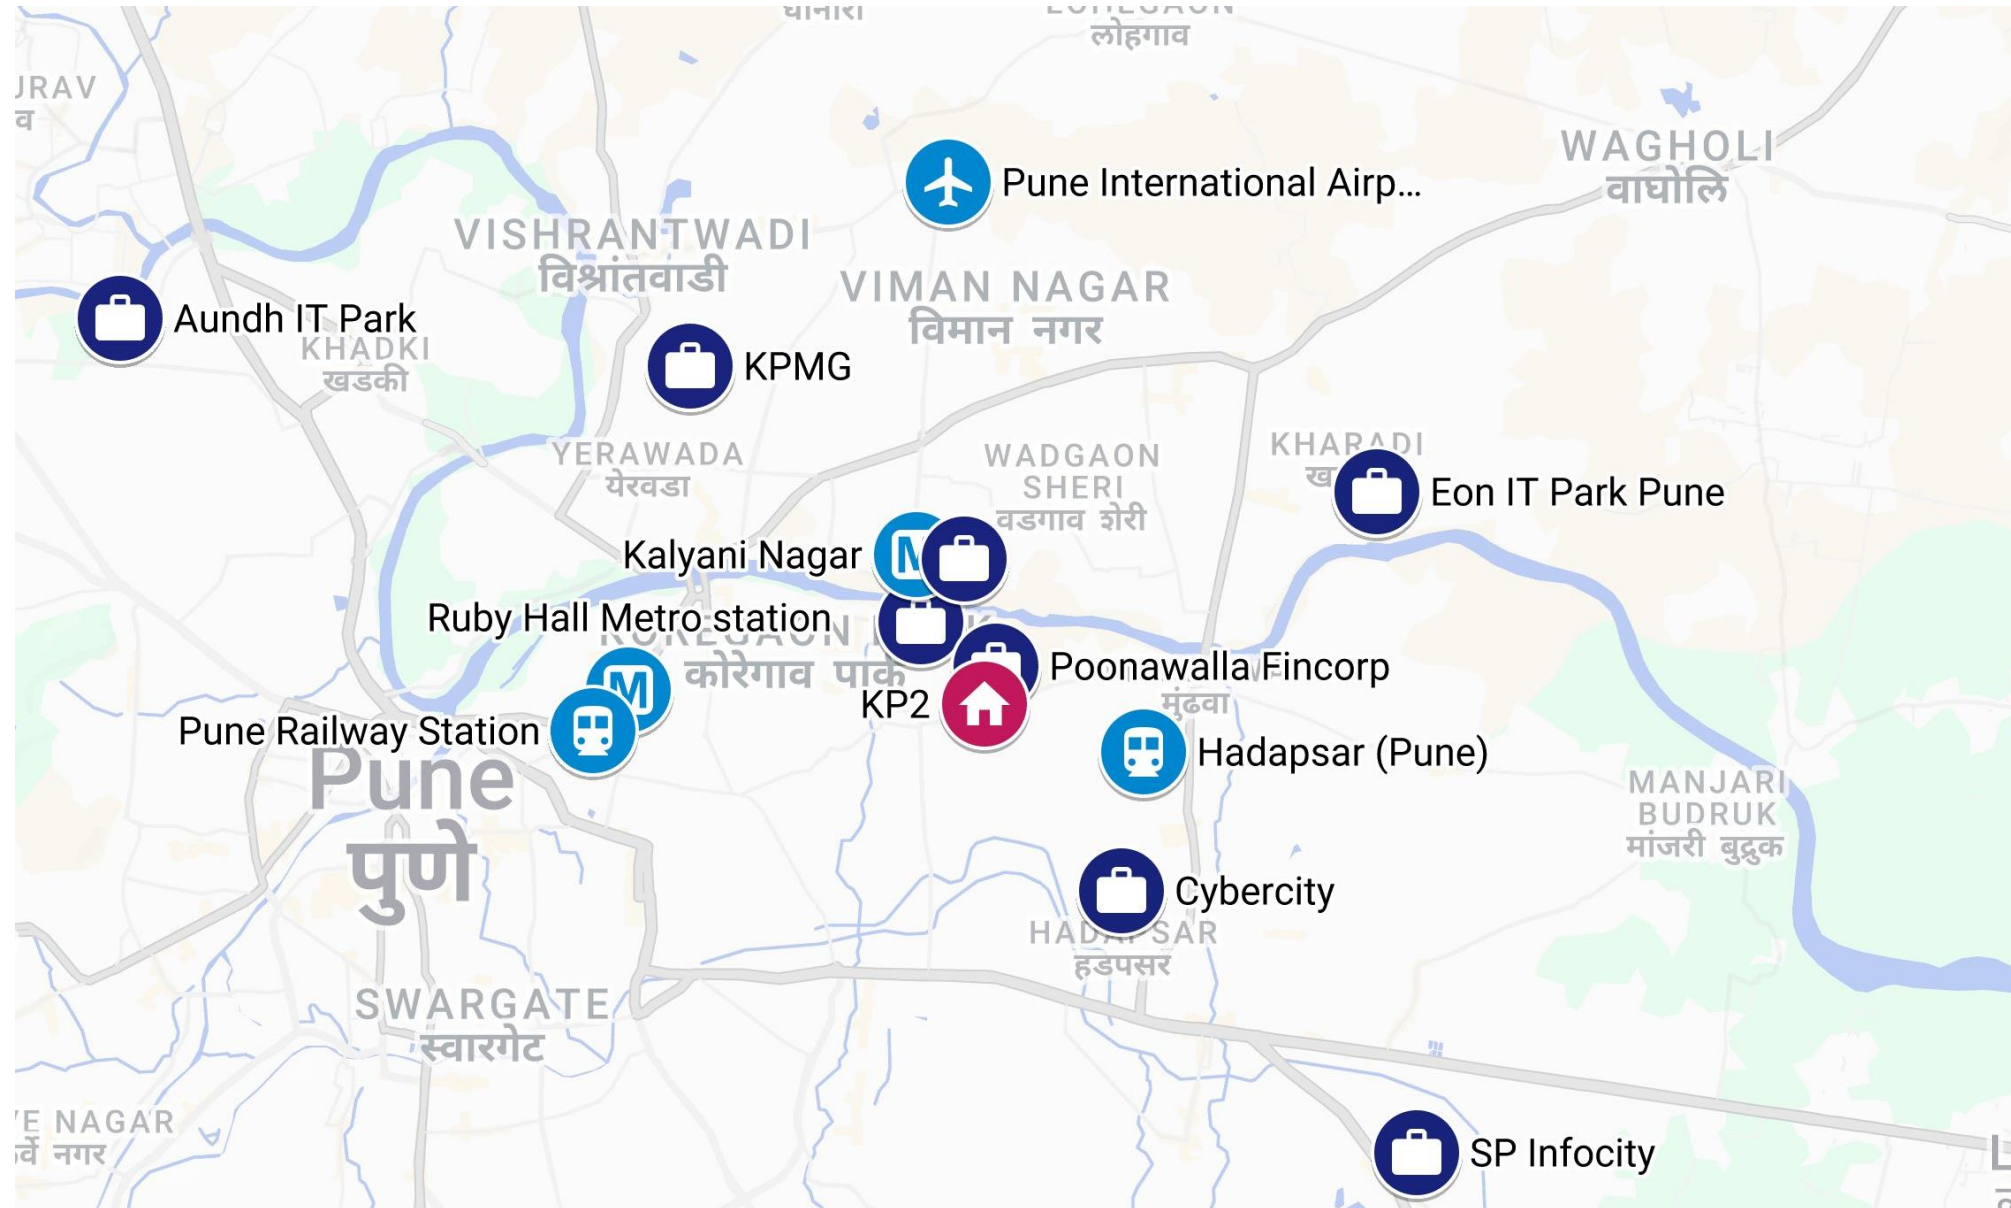 लोहगाव
WAGHOLI
वाघोलि
Pune International Airp...
VISHRANTWADI
विश्रांतवाडी
VIMAN NAGAR
विमान नगर
Aundh IT Park
KHADKI
खडकी
KPMG
YERAWADA
येरवडा
WADGAON
SHERI
वडगाव शेरी
KHARADI
Eon IT Park Pune
Kalyani Nagar
Ruby Hall Metro station
कोरेगाव पार्क
Poonawalla Fincorp
मुंढवा
KP2
Pune Railway Station
Pune
पुणे
Hadapsar (Pune)
MANJARI
BUDRUK
मांजरी बुद्रुक
Cybercity
HADAPSAR
हडपसर
SWARGATE
स्वारगेट
NAGAR
नगर
SP Infocity